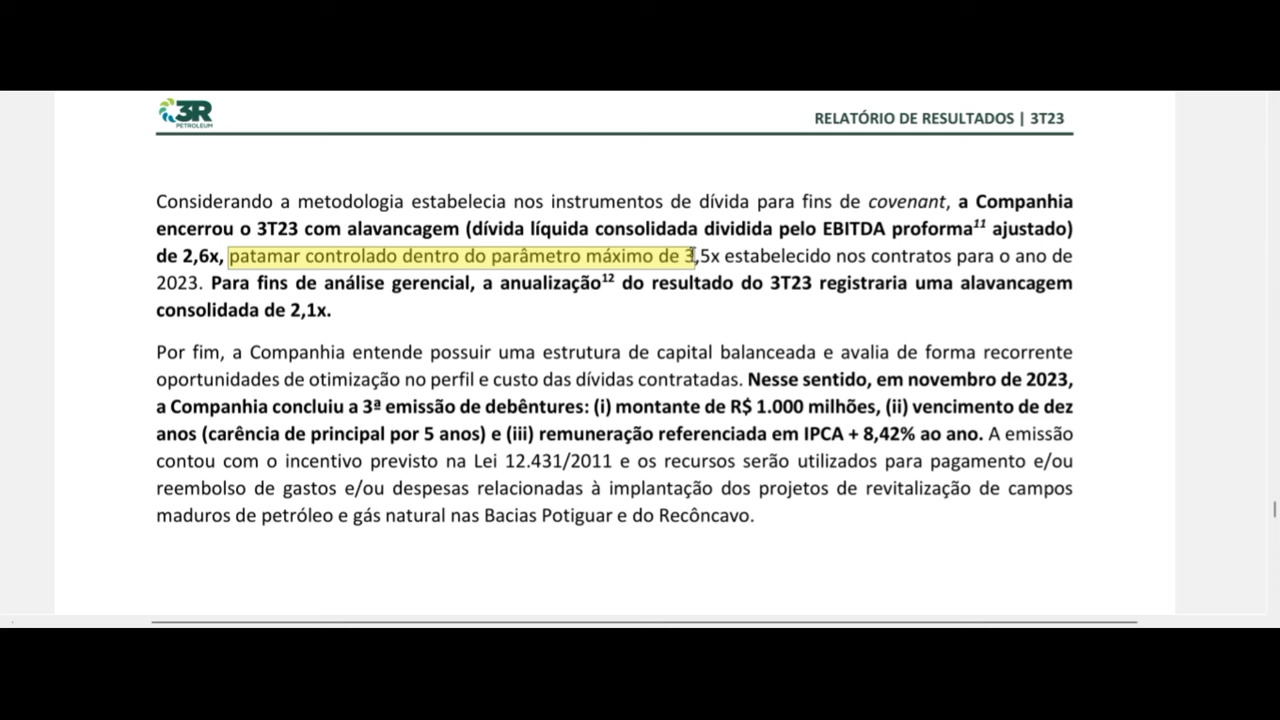 3R
PETROLEUM
RELATÓRIO DE RESULTADOS | 3T23
Considerando a metodologia estabelecia nos instrumentos de dívida para fins de covenant, a Companhia
encerrou o 3T23 com alavancagem (dívida líquida consolidada dividida pelo EBITDA proforma¹¹ ajustado)
de 2,6x, patamar controlado dentro do parâmetro máximo de 3,5x estabelecido nos contratos para o ano de
2023. Para fins de análise gerencial, a anualização¹² do resultado do 3T23 registraria uma alavancagem
consolidada de 2,1x.
Por fim, a Companhia entende possuir uma estrutura de capital balanceada e avalia de forma recorrente
oportunidades de otimização no perfil e custo das dívidas contratadas. Nesse sentido, em novembro de 2023,
a Companhia concluiu a 3ª emissão de debêntures: (i) montante de R$ 1.000 milhões, (ii) vencimento de dez
anos (carência de principal por 5 anos) e (iii) remuneração referenciada em IPCA + 8,42% ao ano. A emissão
contou com o incentivo previsto na Lei 12.431/2011 e os recursos serão utilizados para pagamento e/ou
reembolso de gastos e/ou despesas relacionadas à implantação dos projetos de revitalização de campos
maduros de petróleo e gás natural nas Bacias Potiguar e do Recôncavo.